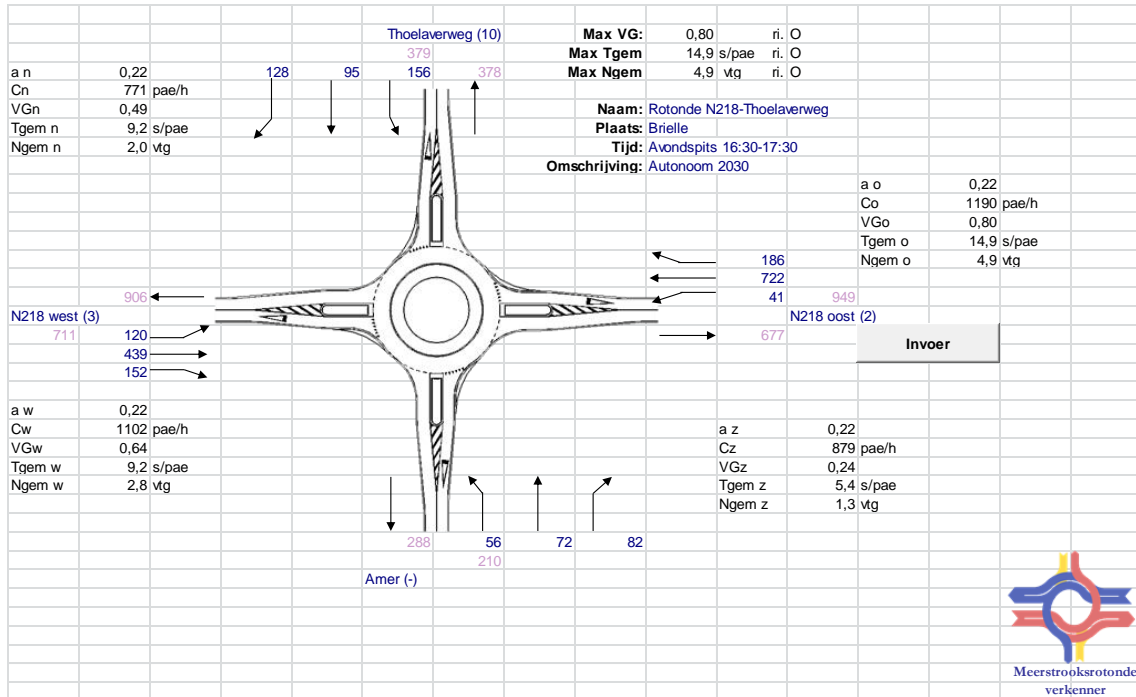 Thoelaverweg (10) Max VG: 0,80 ri. O
379 Max Tgem 14,9 s/pae ri. O
a n 0,22 128 95 156 378 Max Ngem 4,9 vtg ri. O
Cn 771 pae/h
VGn 0,49 Naam: Rotonde N218-Thoelaverweg
Tgem n 9,2 s/pae Plaats: Brielle
Ngem n 2,0 vtg Tijd: Avondspits 16:30-17:30
Omschrijving: Autonoom 2030
a o 0,22
Co 1190 pae/h
VGo 0,80
Tgem o 14,9 s/pae
186 Ngem o 4,9 vtg
722
906 41 949
N218 west (3) N218 oost (2)
711 120 677
Invoer
439
152
a w 0,22
Cw 1102 pae/h a z 0,22
VGw 0,64 Cz 879 pae/h
Tgem w 9,2 s/pae VGz 0,24
Ngem w 2,8 vtg Tgem z 5,4 s/pae
Ngem z 1,3 vtg
288 56 72 82
210
Amer (-)
Meerstrooksrotonde
verkenner